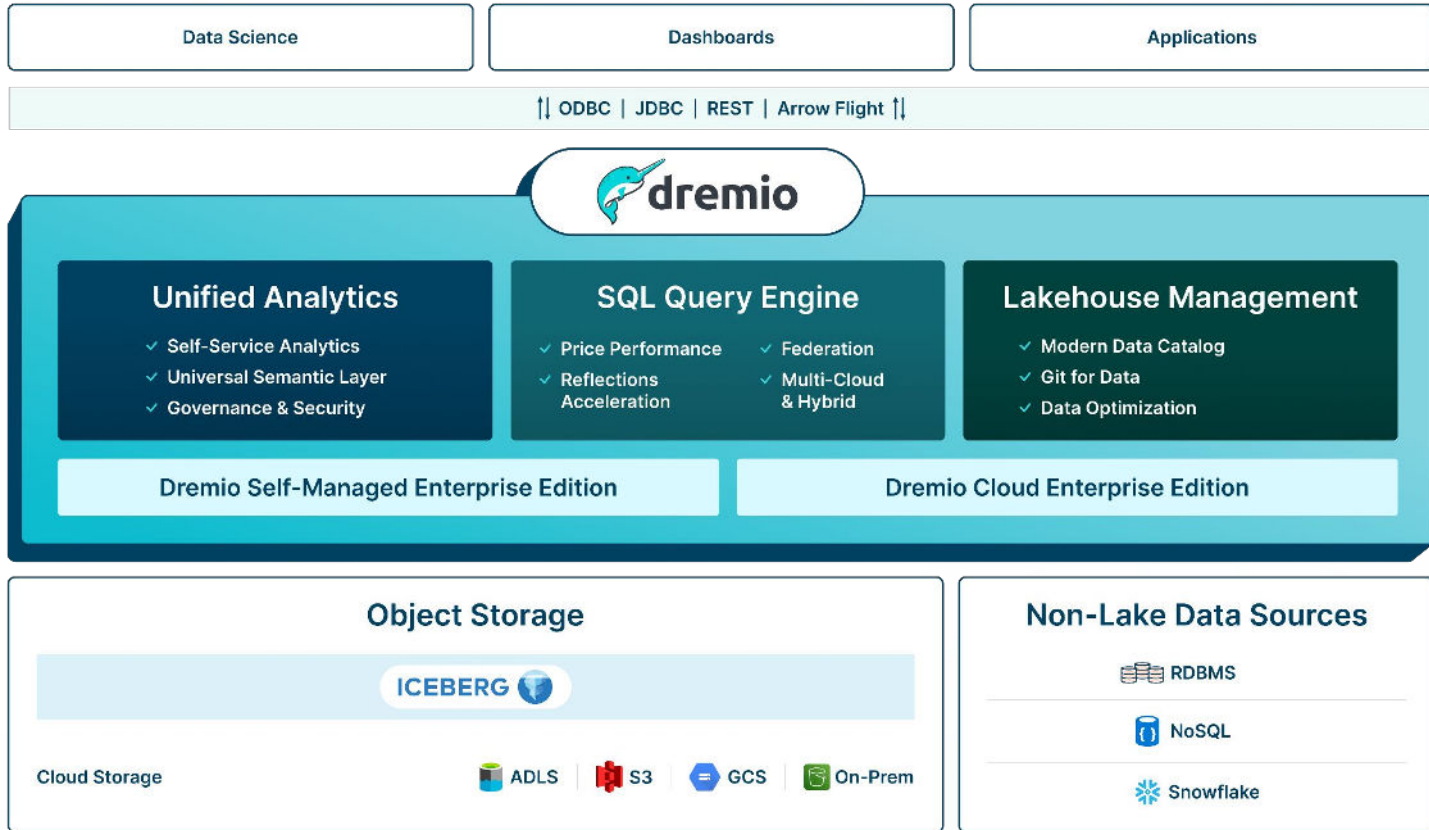 Data Science
Dashboards
Applications
ODBC | JDBC | REST | Arrow Flight
dremio
Unified Analytics
Self-Service Analytics
Universal Semantic Layer
Governance & Security
SQL Query Engine
Price Performance
Reflections
Acceleration
Federation
Multi-Cloud
& Hybrid
Lakehouse Management
Modern Data Catalog
Git for Data
Data Optimization
Dremio Self-Managed Enterprise Edition
Dremio Cloud Enterprise Edition
Object Storage
ICEBERG
Cloud Storage
ADLS
S3
GCS
On-Prem
Non-Lake Data Sources
RDBMS
NoSQL
Snowflake